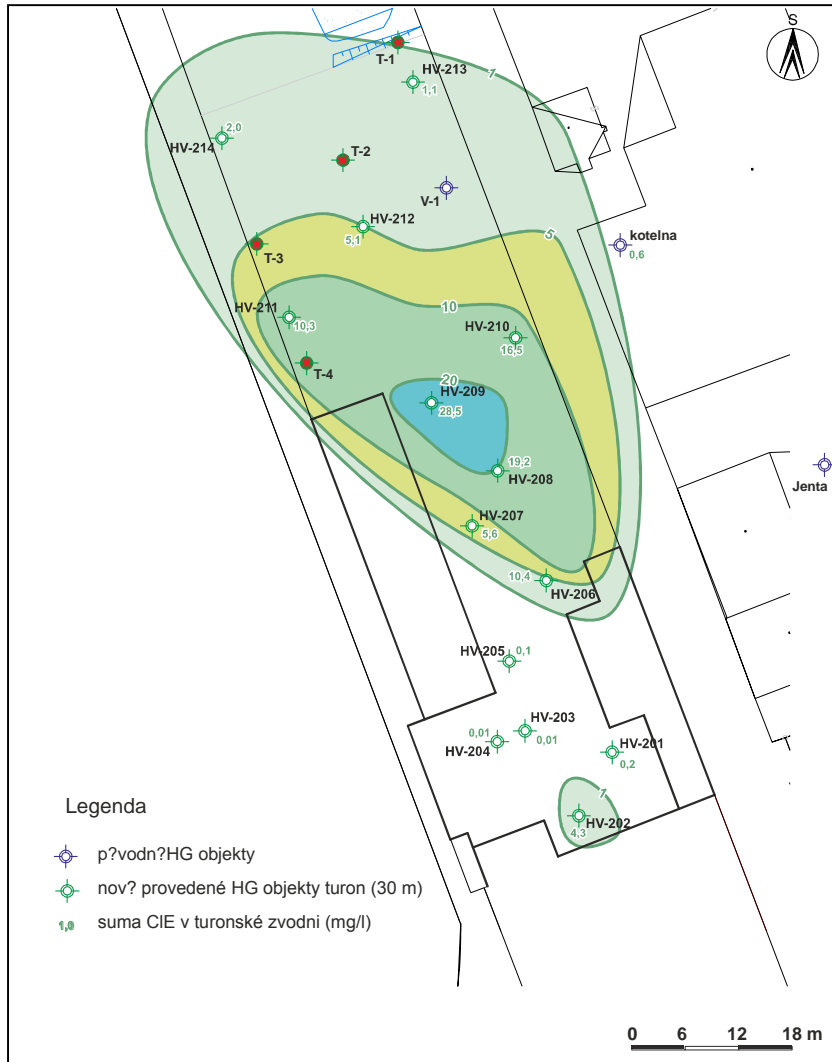 S
T-1
1
HV-213
1,1
2,0
HV-214
T-2
V-1
HV-212
5,1
5
kotelna
0,6
T-3
10
HV-211
10,3
HV-210
16,5
T-4
20
HV-209
28,5
19,2
HV-208
Jenta
HV-207
5,6
10,4
HV-206
HV-205
0,1
HV-203
0,01
0,01
HV-204
HV-201
0,2
1
HV-202
4,3
Legenda
p?vodn?HG objekty
nov? provedené HG objekty turon (30 m)
1,0 suma ClE v turonské zvodni (mg/l)
0 6 12 18 m